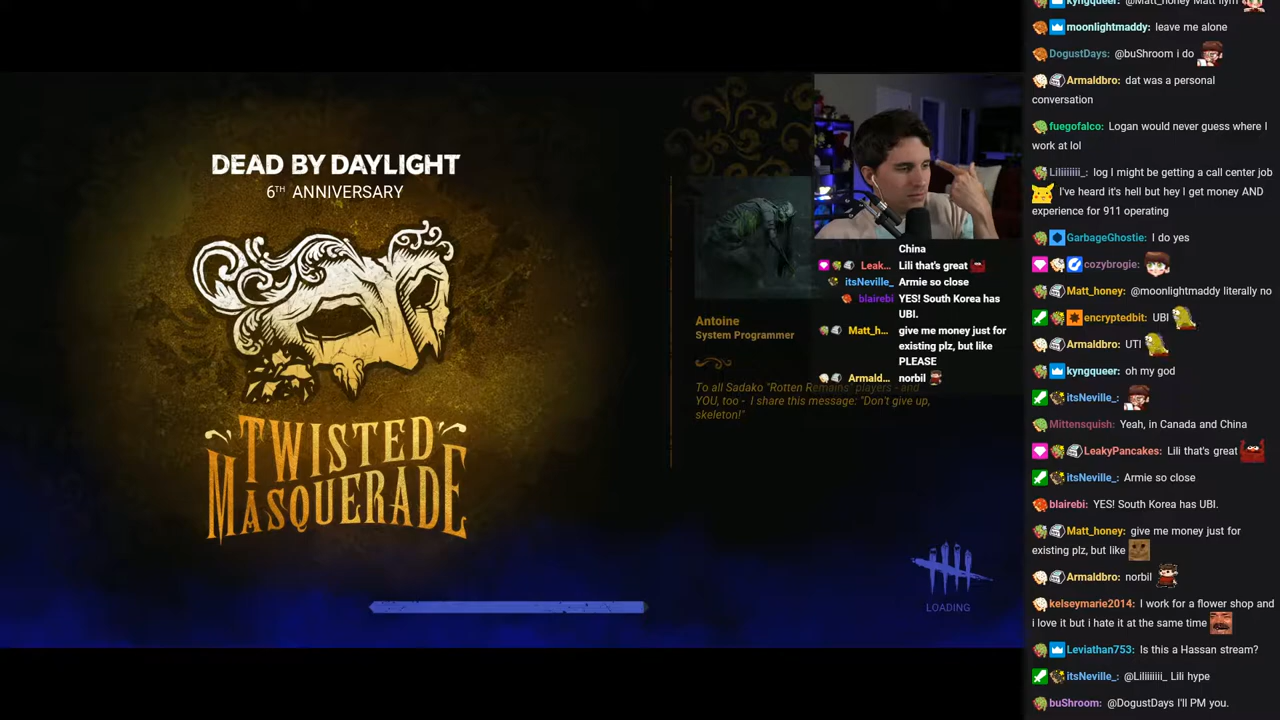 DEAD BY DAYLIGHT
6TH ANNIVERSARY
TWISTED
MASQUERADE
Antoine
System Programmer
To all Sadako "Rotten Remains" players - and
YOU, too - I share this message: "Don't give up,
skeleton!"
LOADING
China
Leak... Lili that's great
itsNeville_ Armie so close
blairebi YES! South Korea has
UBI.
Matt_h... give me money just for
existing plz, but like
PLEASE
Armald... norbil
kyngqueer: @Matt_honey Matt ilym
moonlightmaddy: leave me alone
DogustDays: @buShroom i do
Armaldbro: dat was a personal
conversation
fuegofalco: Logan would never guess where I
work at lol
Liliiiiiii_: log I might be getting a call center job
I've heard it's hell but hey I get money AND
experience for 911 operating
GarbageGhostie: I do yes
cozybrogie:
Matt_honey: @moonlightmaddy literally no
encryptedbit: UBI
Armaldbro: UTI
kyngqueer: oh my god
itsNeville_:
Mittensquish: Yeah, in Canada and China
LeakyPancakes: Lili that's great
itsNeville_: Armie so close
blairebi: YES! South Korea has UBI.
Matt_honey: give me money just for
existing plz, but like
Armaldbro: norbil
kelseymarie2014: I work for a flower shop and
i love it but i hate it at the same time
Leviathan753: Is this a Hassan stream?
itsNeville_: @Liliiiiiii_ Lili hype
buShroom: @DogustDays I'll PM you.